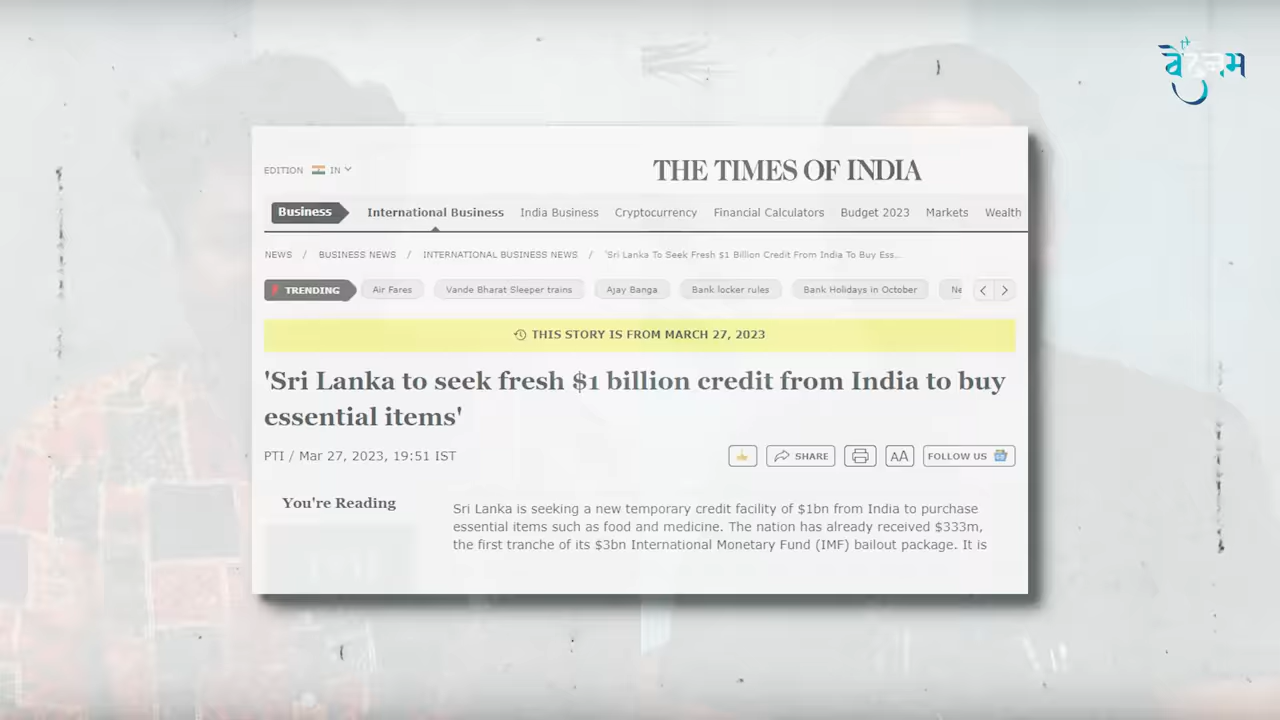 EDITION IN
THE TIMES OF INDIA
Business International Business India Business Cryptocurrency Financial Calculators Budget 2023 Markets Wealth
NEWS / BUSINESS NEWS / INTERNATIONAL BUSINESS NEWS / 'Sri Lanka To Seek Fresh $1 Billion Credit From India To Buy Ess...
TRENDING Air Fares Vande Bharat Sleeper trains Ajay Banga Bank locker rules Bank Holidays in October Ne
THIS STORY IS FROM MARCH 27, 2023
'Sri Lanka to seek fresh $1 billion credit from India to buy
essential items'
PTI / Mar 27, 2023, 19:51 IST
SHARE AA FOLLOW US
You're Reading
Sri Lanka is seeking a new temporary credit facility of $1bn from India to purchase
essential items such as food and medicine. The nation has already received $333m,
the first tranche of its $3bn International Monetary Fund (IMF) bailout package. It is